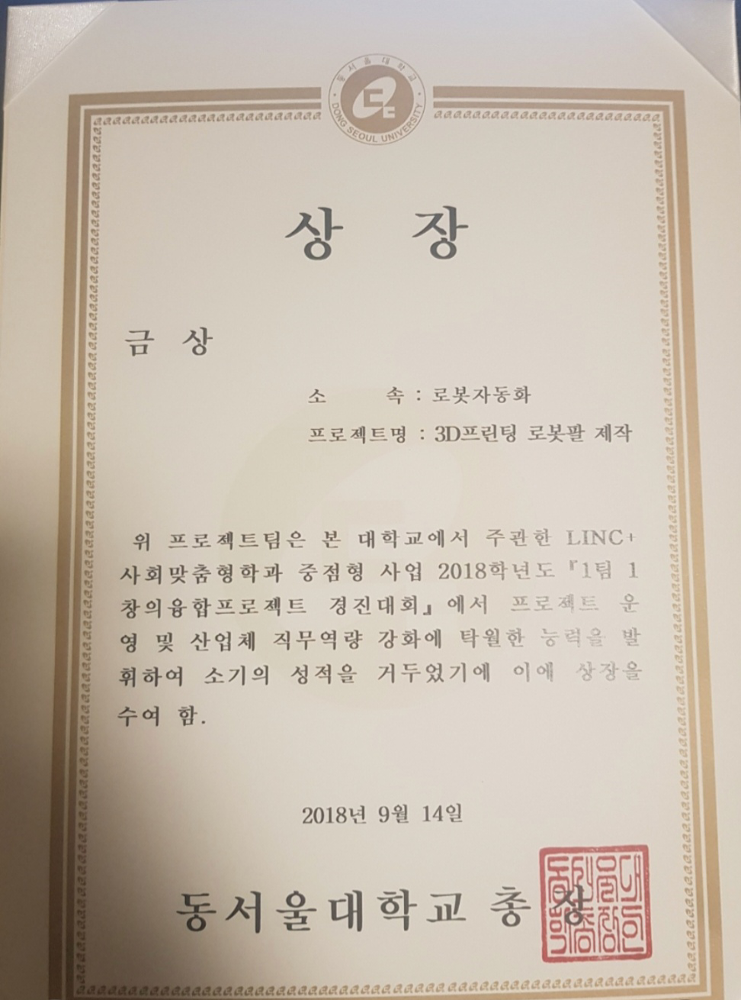 동서울대학교
DONG SEOUL UNIVERSITY
상 장
금 상
소 속 : 로봇자동화
프로젝트명 : 3D프린팅 로봇팔 제작
위 프로젝트팀은 본 대학교에서 주관한 LINC+
사회맞춤형학과 중점형 사업 2018학년도 『1팀 1
창의융합프로젝트 경진대회』에서 프로젝트 운
영 및 산업체 직무역량 강화에 탁월한 능력을 발
휘하여 소기의 성적을 거두었기에 이에 상장을
수여 함.
2018년 9월 14일
동서울대학교 총 장